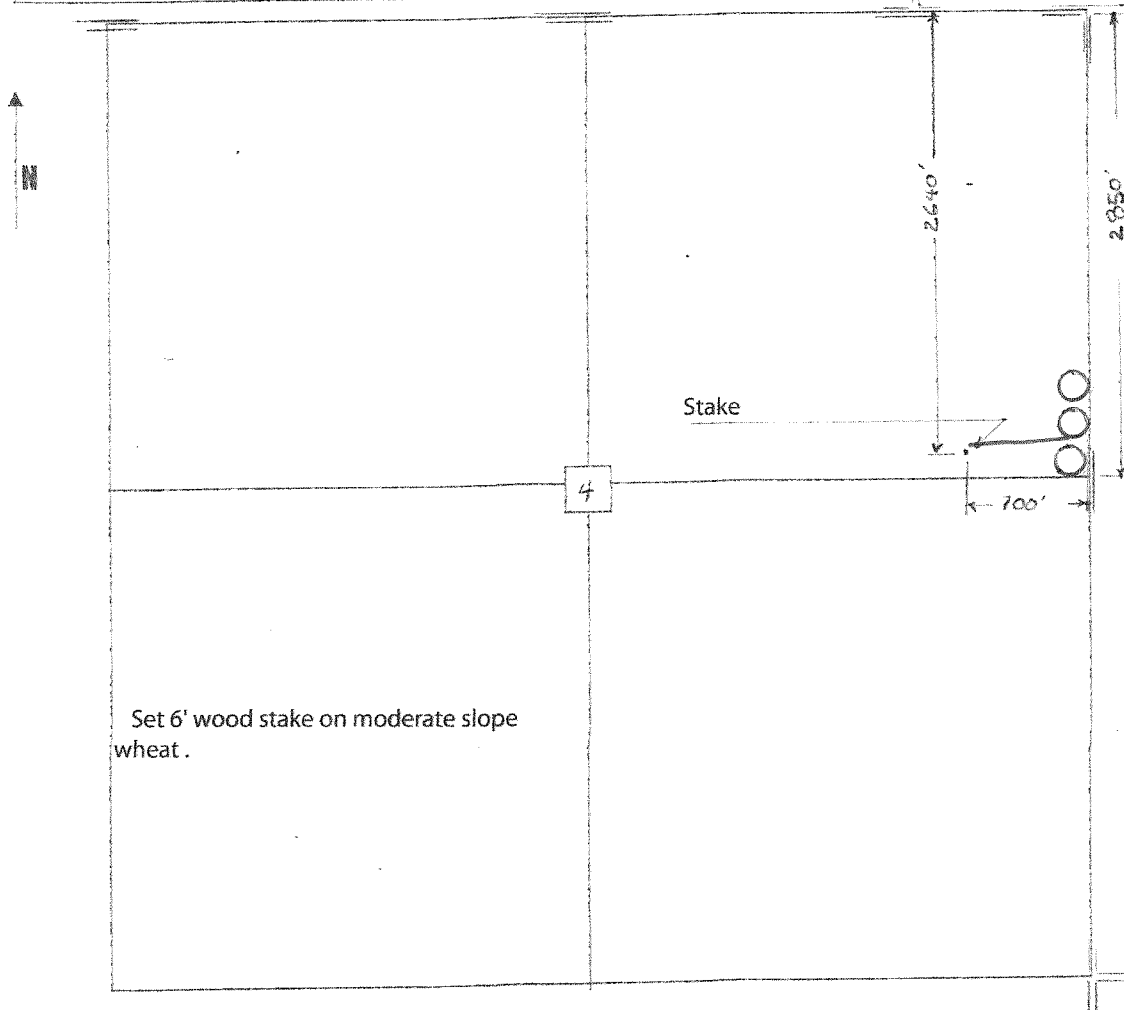 N
2640'
2850'
Stake
4
700'
Set 6' wood stake on moderate slope
wheat .